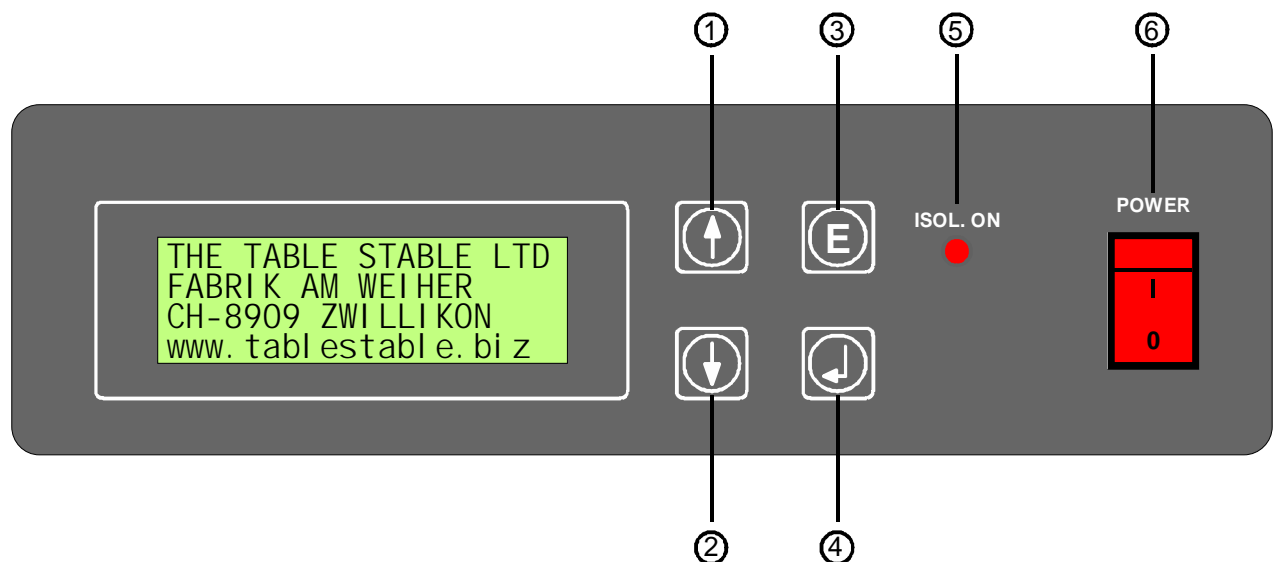 ① ③ ⑤ ⑥
ISOL. ON
POWER
THE TABLE STABLE LTD
FABRIK AM WEIHER
CH-8909 ZWILLIKON
www.tablestable.biz
E
I
0
② ④